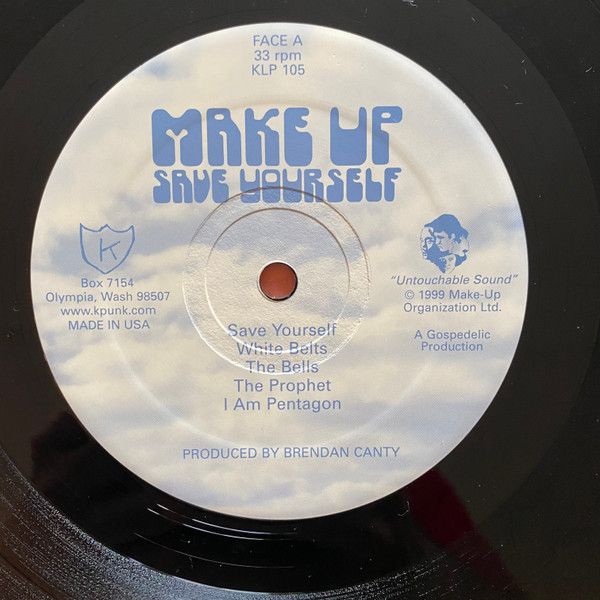 FACE A
33 rpm
KLP 105
MAKE UP
SAVE YOURSELF
K
Box 7154
Olympia, Wash 98507
www.kpunk.com
MADE IN USA
"Untouchable Sound"
© 1999 Make-Up
Organization Ltd.
A Gospedelic
Production
Save Yourself
White Belts
The Bells
The Prophet
I Am Pentagon
PRODUCED BY BRENDAN CANTY